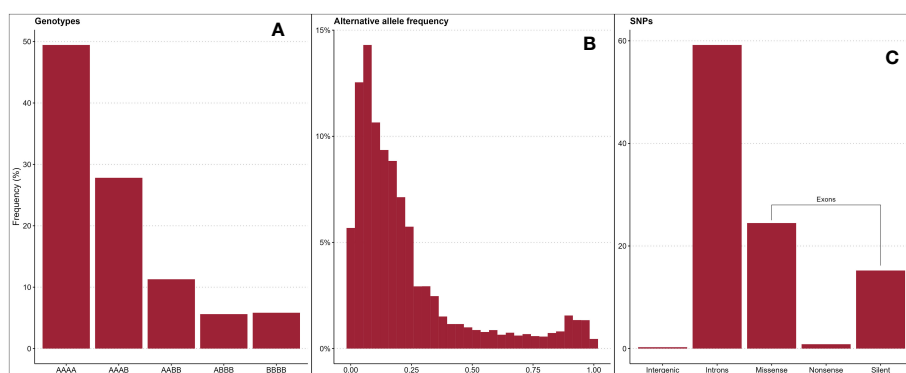 Genotypes
A
Frequency (%)
50
40
30
20
10
0
AAAA AAAB AABB ABBB BBBB
Alternative allele frequency
B
15%
10%
5%
0%
0.00 0.25 0.50 0.75 1.00
SNPs
C
60
40
20
0
Exons
Intergenic Introns Missense Nonsense Silent